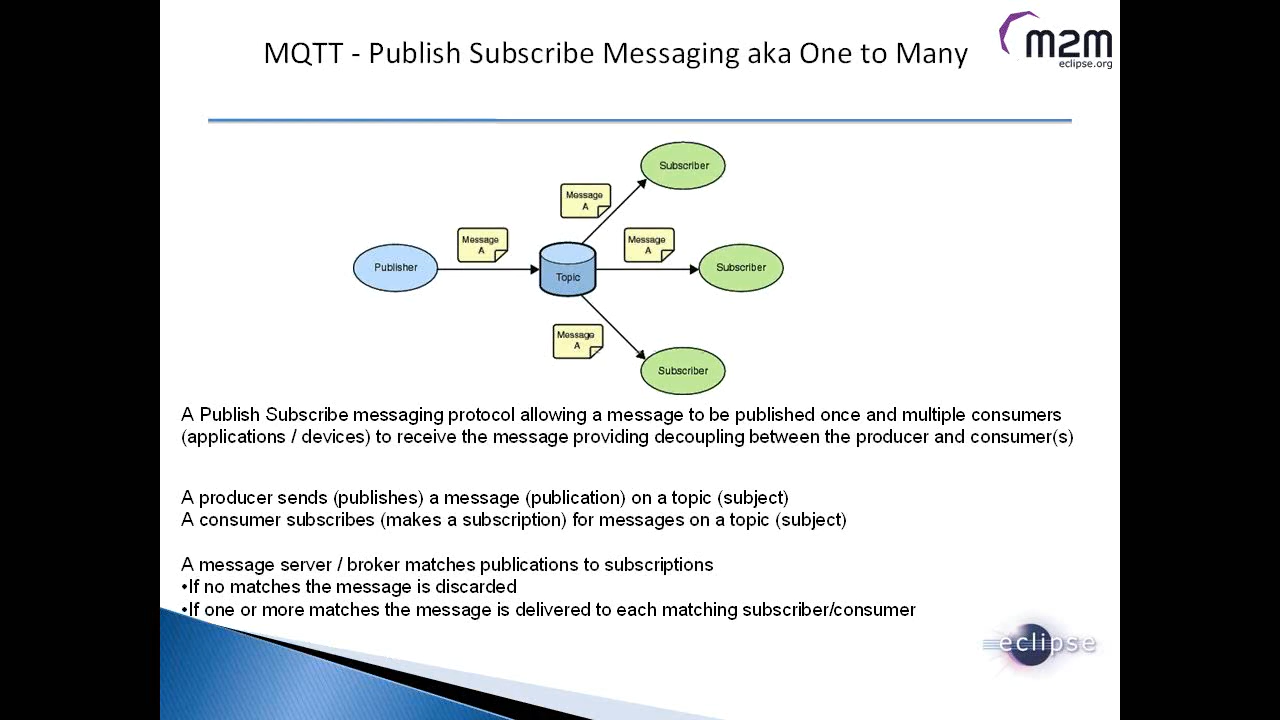 MQTT - Publish Subscribe Messaging aka One to Many
m2m
eclipse.org
Subscriber
Message
A
Message
A
Message
A
Publisher
Topic
Subscriber
Message
A
Subscriber
A Publish Subscribe messaging protocol allowing a message to be published once and multiple consumers
(applications / devices) to receive the message providing decoupling between the producer and consumer(s)
A producer sends (publishes) a message (publication) on a topic (subject)
A consumer subscribes (makes a subscription) for messages on a topic (subject)
A message server / broker matches publications to subscriptions
•If no matches the message is discarded
•If one or more matches the message is delivered to each matching subscriber/consumer
eclipse